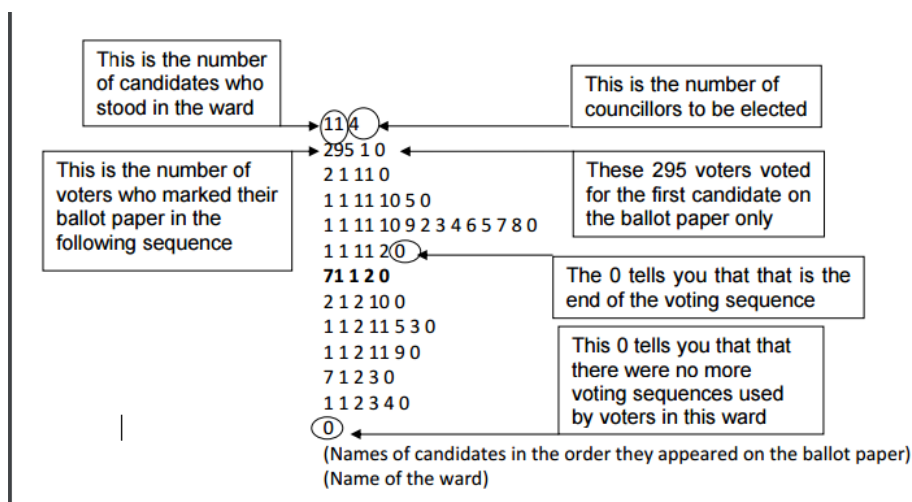 This is the number
of candidates who
stood in the ward
This is the number of
councillors to be elected
11 4
295 1 0
2 1 11 0
1 1 11 10 5 0
1 1 11 10 9 2 3 4 6 5 7 8 0
1 1 11 2 0
71 1 2 0
2 1 2 10 0
1 1 2 11 5 3 0
1 1 2 11 9 0
7 1 2 3 0
1 1 2 3 4 0
0
This is the number of
voters who marked their
ballot paper in the
following sequence
These 295 voters voted
for the first candidate on
the ballot paper only
The 0 tells you that that is the
end of the voting sequence
This 0 tells you that that
there were no more
voting sequences used
by voters in this ward
(Names of candidates in the order they appeared on the ballot paper)
(Name of the ward)